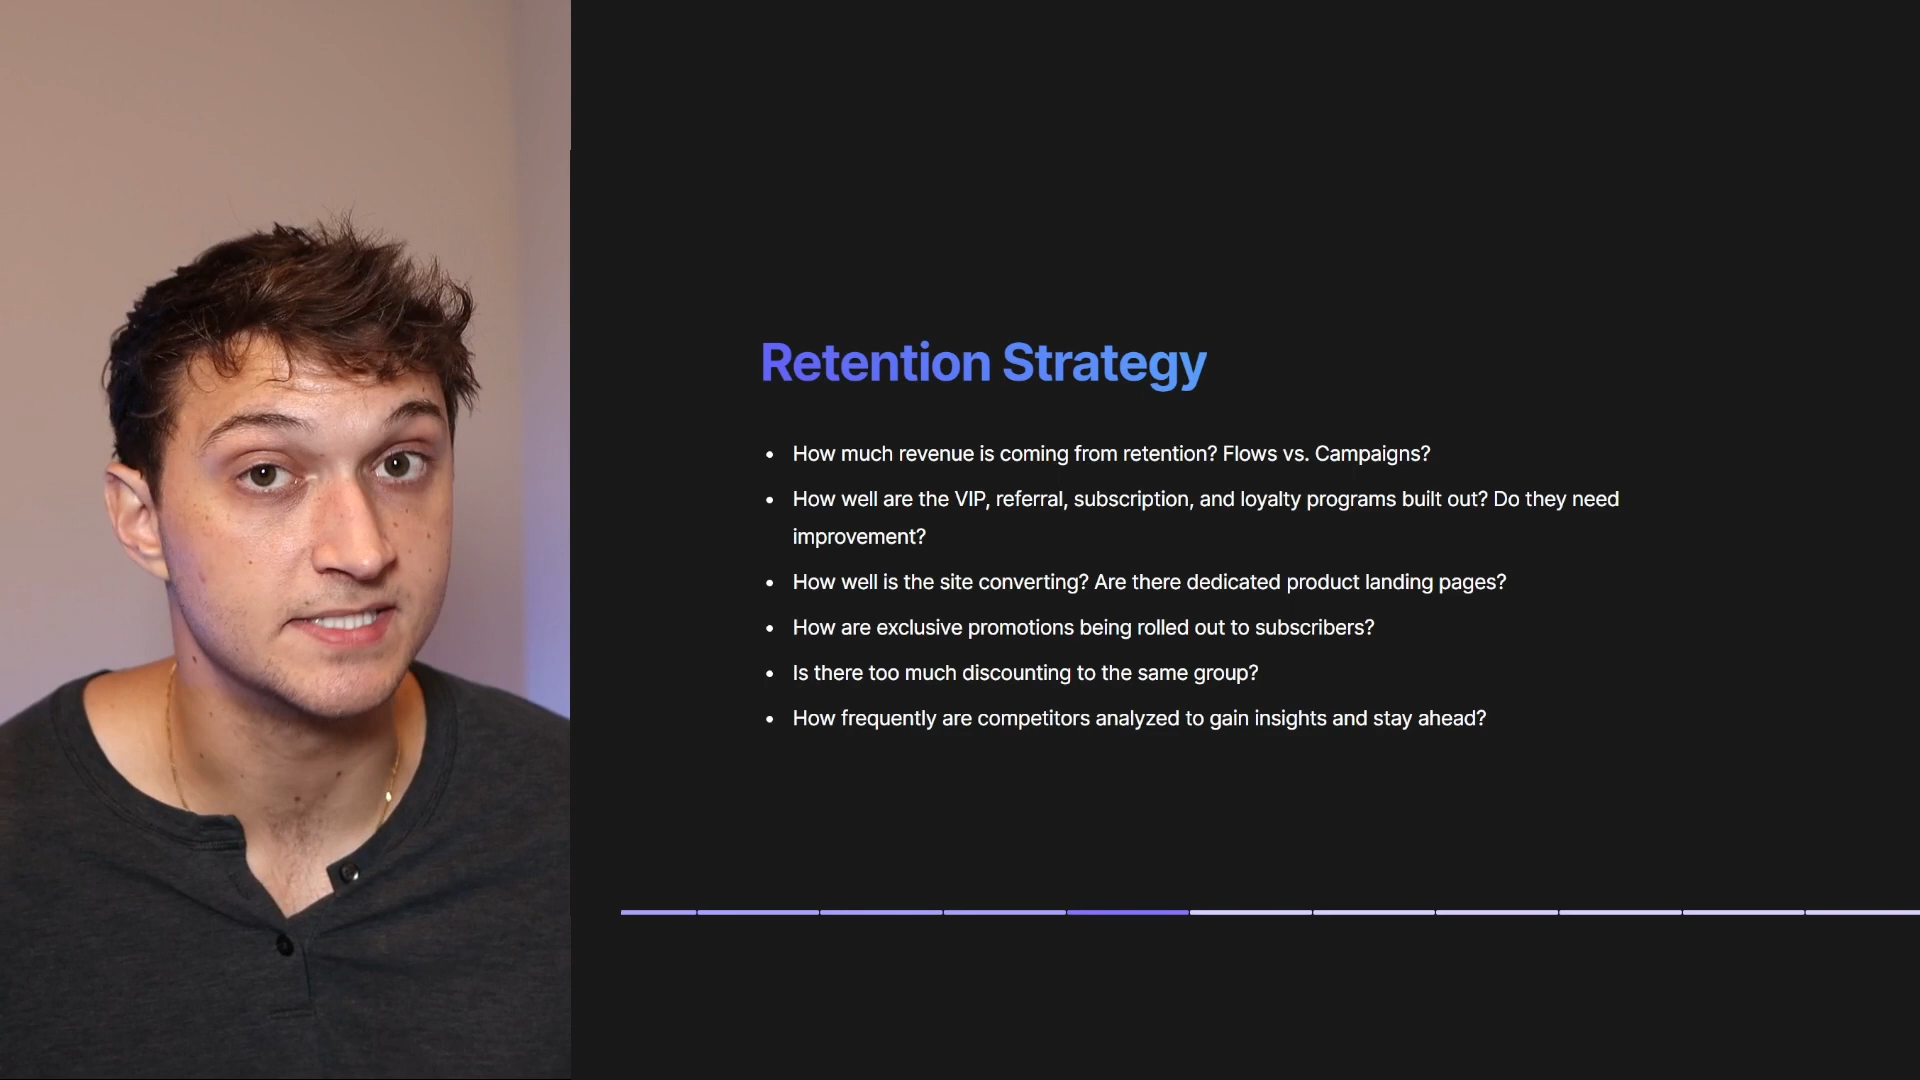 Retention Strategy
• How much revenue is coming from retention? Flows vs. Campaigns?
• How well are the VIP, referral, subscription, and loyalty programs built out? Do they need
improvement?
• How well is the site converting? Are there dedicated product landing pages?
• How are exclusive promotions being rolled out to subscribers?
• Is there too much discounting to the same group?
• How frequently are competitors analyzed to gain insights and stay ahead?